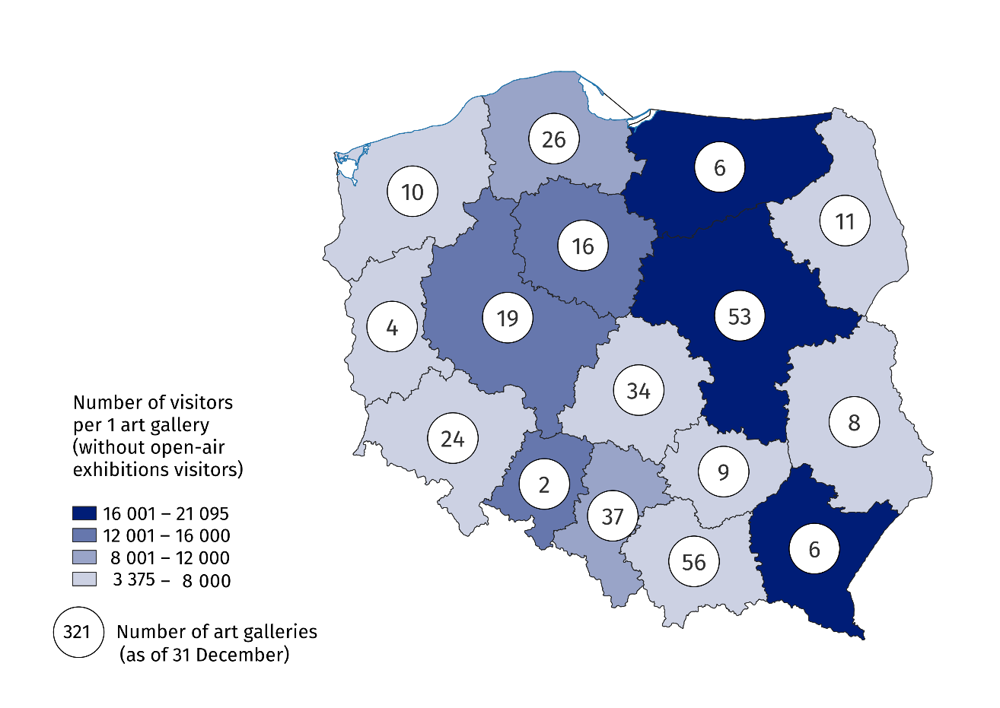 26
6
10
11
16
19
53
4
34
8
24
9
2
37
6
56
Number of visitors
per 1 art gallery
(without open-air
exhibitions visitors)
16 001 – 21 095
12 001 – 16 000
8 001 – 12 000
3 375 – 8 000
321 Number of art galleries
(as of 31 December)